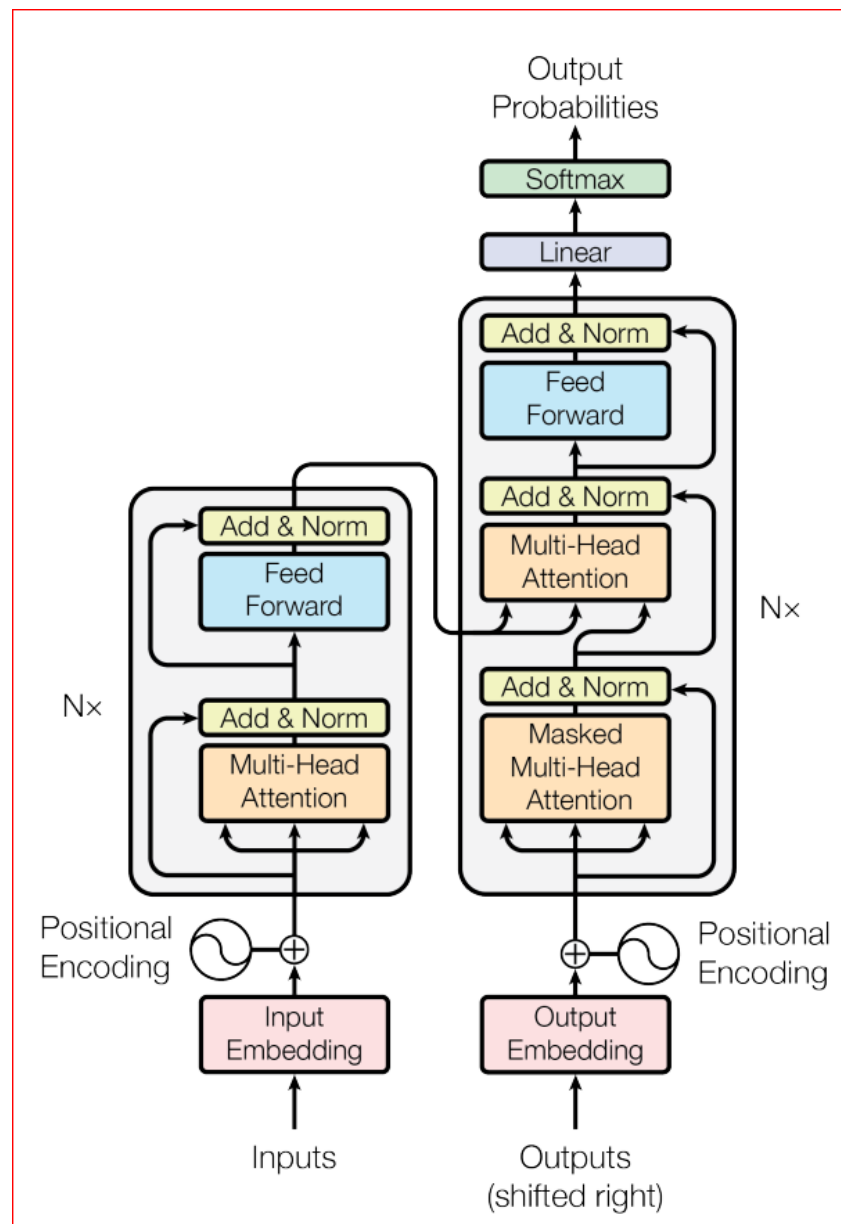 Output
Probabilities
Softmax
Linear
Add & Norm
Feed
Forward
Add & Norm
Multi-Head
Attention
Add & Norm
Masked
Multi-Head
Attention
N×
Add & Norm
Feed
Forward
Add & Norm
Multi-Head
Attention
N×
Positional
Encoding
Positional
Encoding
Input
Embedding
Output
Embedding
Inputs
Outputs
(shifted right)